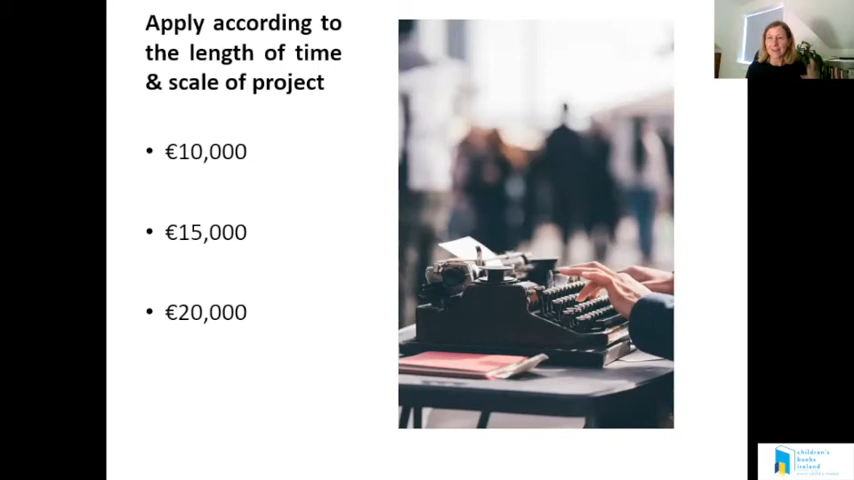 Apply according to
the length of time
& scale of project
• €10,000
• €15,000
• €20,000
children's
books
ireland